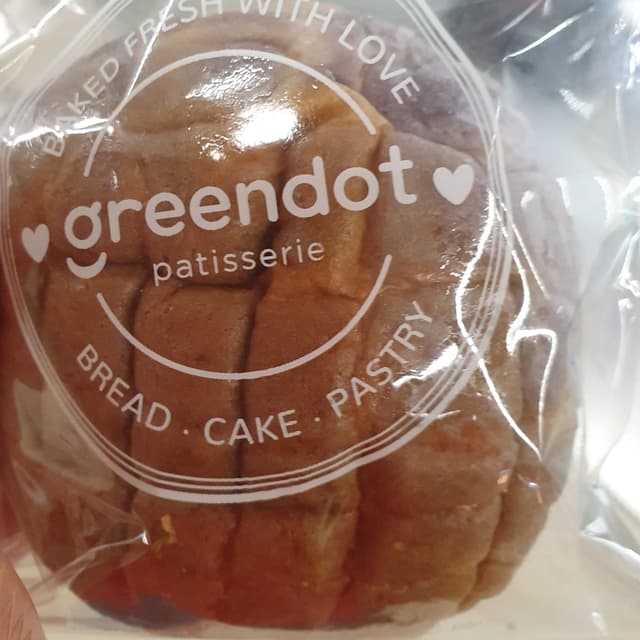 BAKED FRESH WITH LOVE
greendot
patisserie
BREAD · CAKE · PASTRY